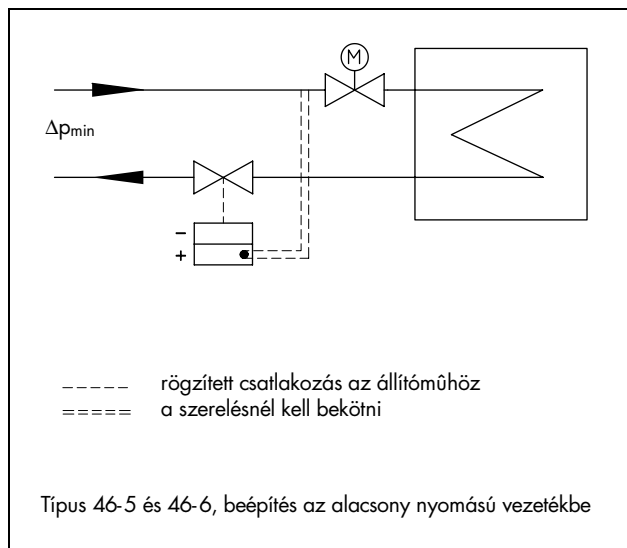 M
Δpmin
−
+
----- rögzített csatlakozás az állítómûhöz
===== a szerelésnél kell bekötni
Típus 46-5 és 46-6, beépítés az alacsony nyomású vezetékbe